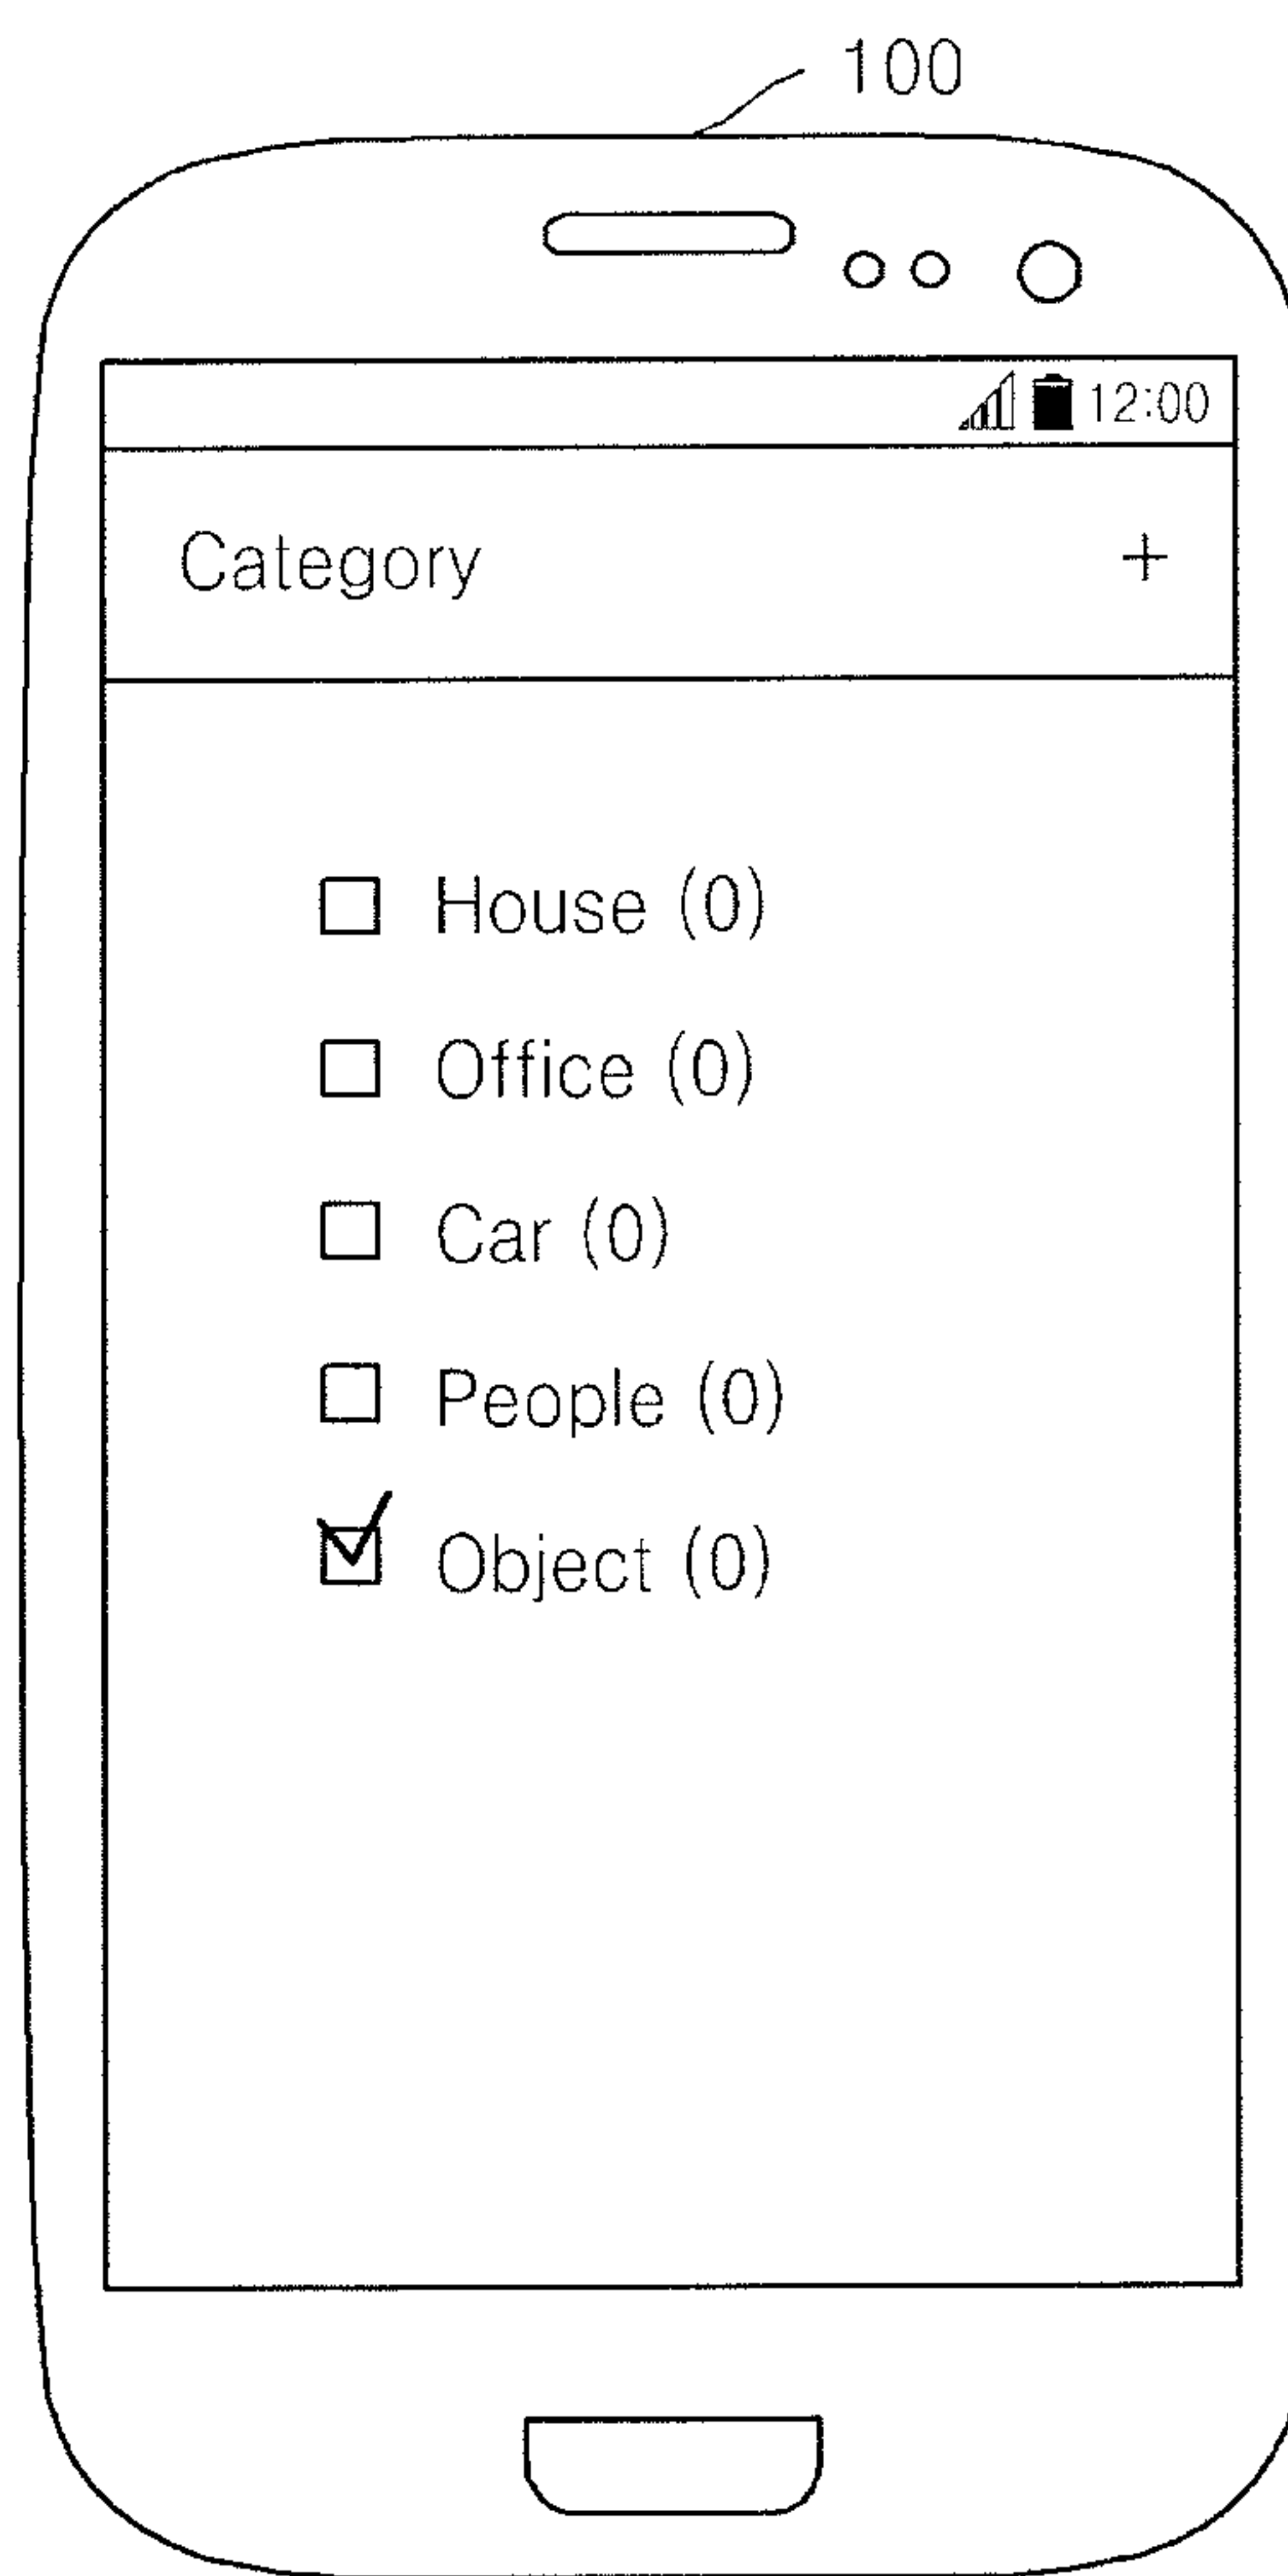 100
12:00
Category +
House (0)
Office (0)
Car (0)
People (0)
Object (0)